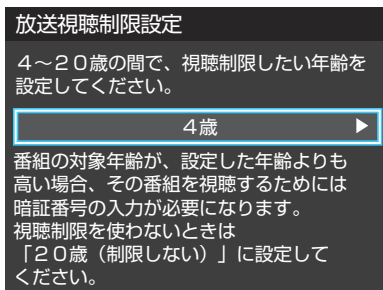 放送視聴制限設定
４～２０歳の間で、視聴制限したい年齢を
設定してください。
４歳 ▶
番組の対象年齢が、設定した年齢よりも
高い場合、その番組を視聴するためには
暗証番号の入力が必要になります。
視聴制限を使わないときは
「２０歳（制限しない）」に設定して
ください。